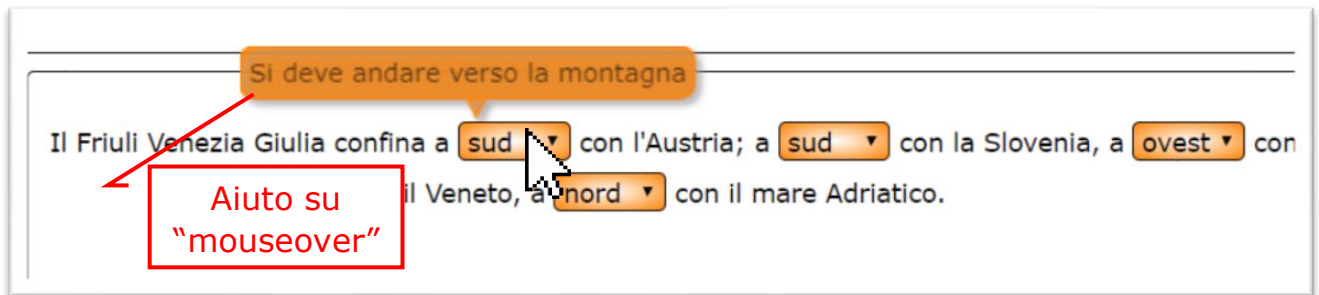 Si deve andare verso la montagna
Il Friuli Venezia Giulia confina a sud con l'Austria; a sud con la Slovenia, a ovest con
il Veneto, a nord con il mare Adriatico.
Aiuto su
“mouseover”